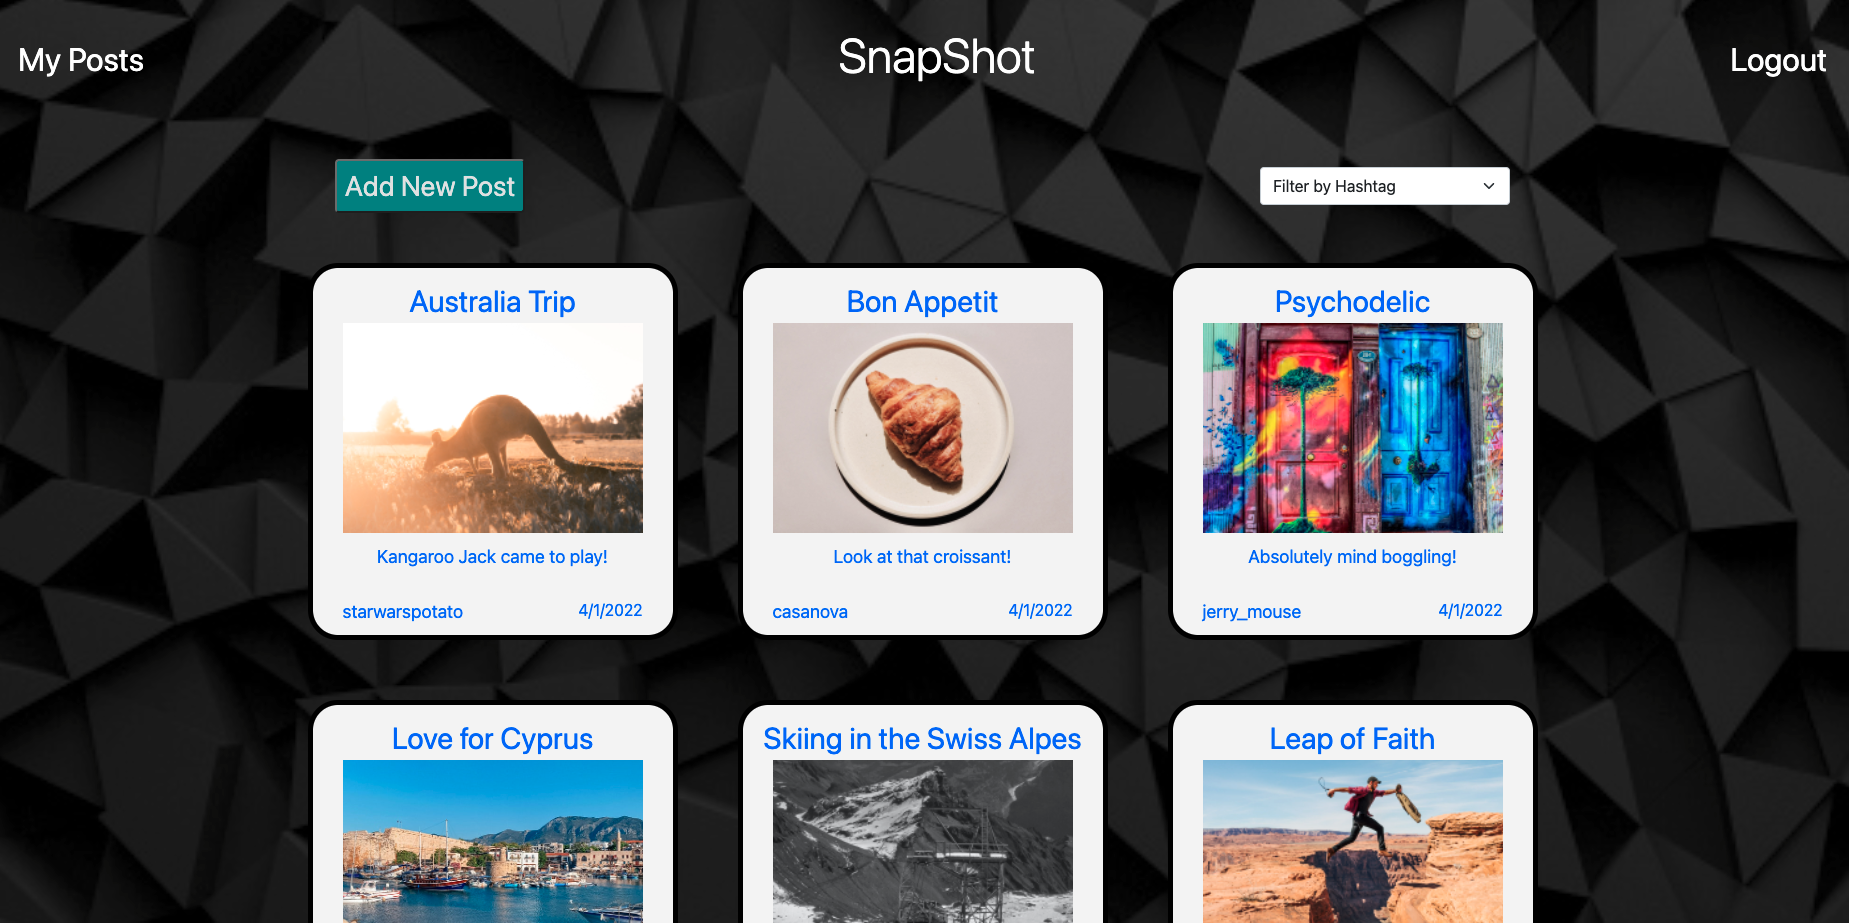 My Posts
SnapShot
Logout
Add New Post
Filter by Hashtag
Australia Trip
Kangaroo Jack came to play!
starwarspotato
4/1/2022
Bon Appetit
Look at that croissant!
casanova
4/1/2022
Psychodelic
Absolutely mind boggling!
jerry_mouse
4/1/2022
Love for Cyprus
Skiing in the Swiss Alpes
Leap of Faith